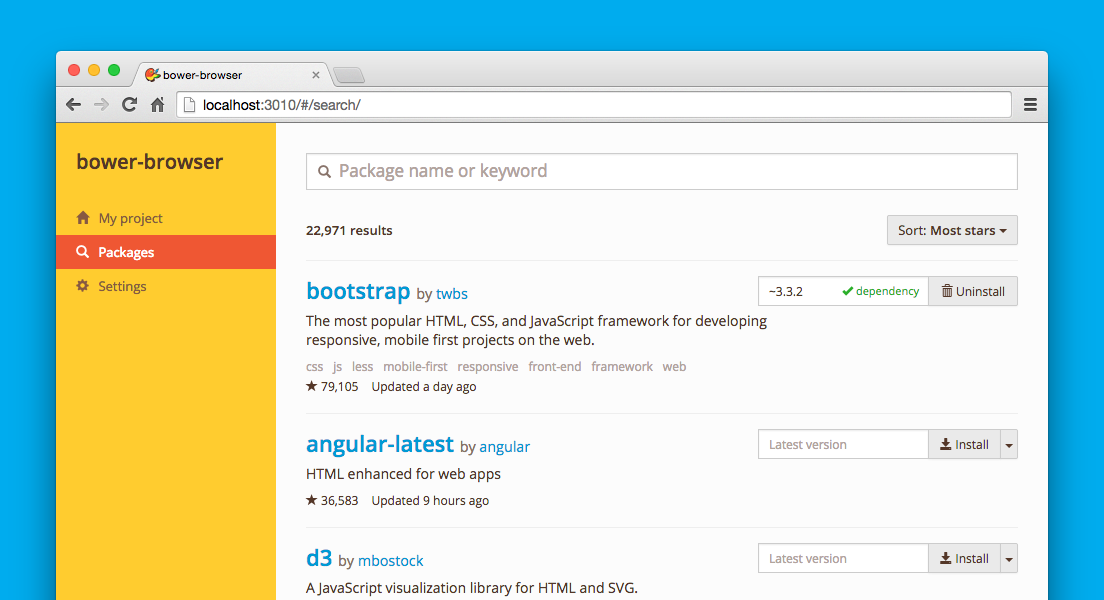 bower-browser
localhost:3010/#/search/
bower-browser
My project
Packages
Settings
Package name or keyword
22,971 results
Sort: Most stars
bootstrap by twbs
~3.3.2 dependency Uninstall
The most popular HTML, CSS, and JavaScript framework for developing
responsive, mobile first projects on the web.
css js less mobile-first responsive front-end framework web
79,105 Updated a day ago
angular-latest by angular
Latest version Install
HTML enhanced for web apps
36,583 Updated 9 hours ago
d3 by mbostock
Latest version Install
A JavaScript visualization library for HTML and SVG.